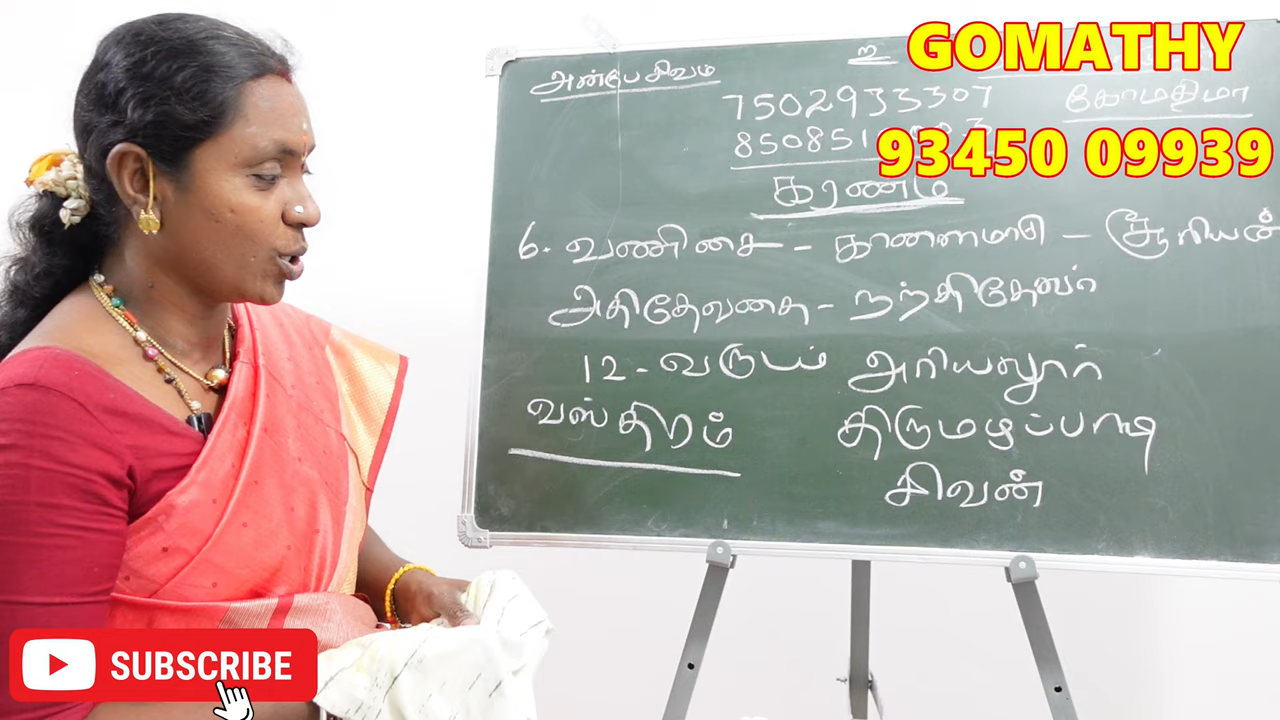 GOMATHY
உ
அன்பே சிவம்
7502933307
கோமதிமா
93450 09939
கரணம்
6. வணிசை - காளைமாடு - சூரியன்
அதிதேவதை - நந்திதேவர்
12 - வருடம் அரியலூர்
வஸ்திரம் திருமழப்பாடி
சிவன்
SUBSCRIBE